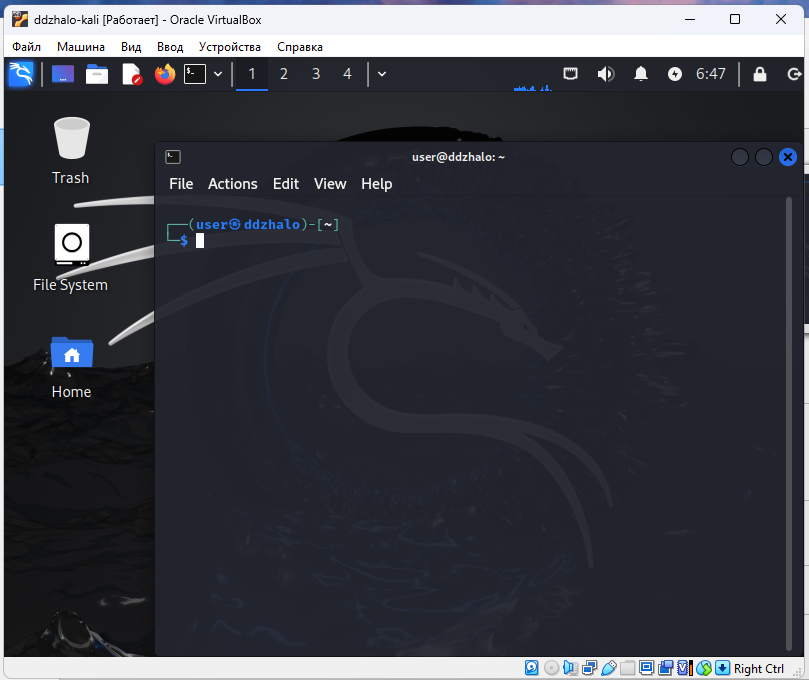 ddzhalo-kali [Работает] - Oracle VirtualBox
Файл Машина Вид Ввод Устройства Справка
1 2 3 4 6:47
Trash
File System
Home
user@ddzhalo: ~
File Actions Edit View Help
┌──(user㉿ddzhalo)-[~]
└─$
Right Ctrl